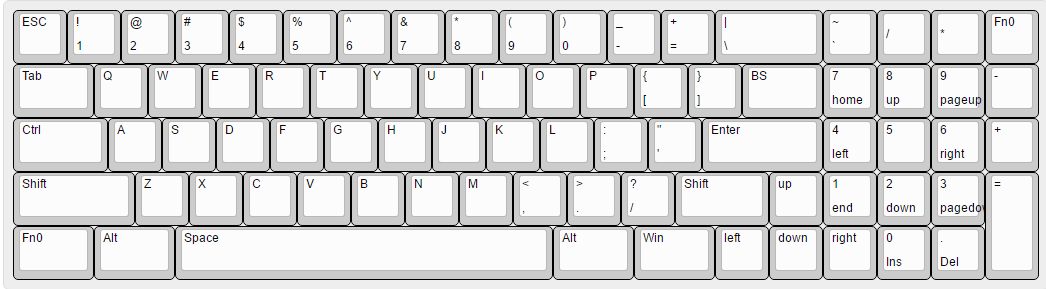 ESC ! @ # $ % ^ & * ( ) _ + | ~ / * Fn0
1 2 3 4 5 6 7 8 9 0 - = \ `
Tab Q W E R T Y U I O P { } BS 7 8 9 -
[ ] home up pageup
Ctrl A S D F G H J K L : " Enter 4 5 6 +
; ' left right
Shift Z X C V B N M < > ? Shift up 1 2 3 =
, . / end down pagedov
Fn0 Alt Space Alt Win left down right 0 .
Ins Del